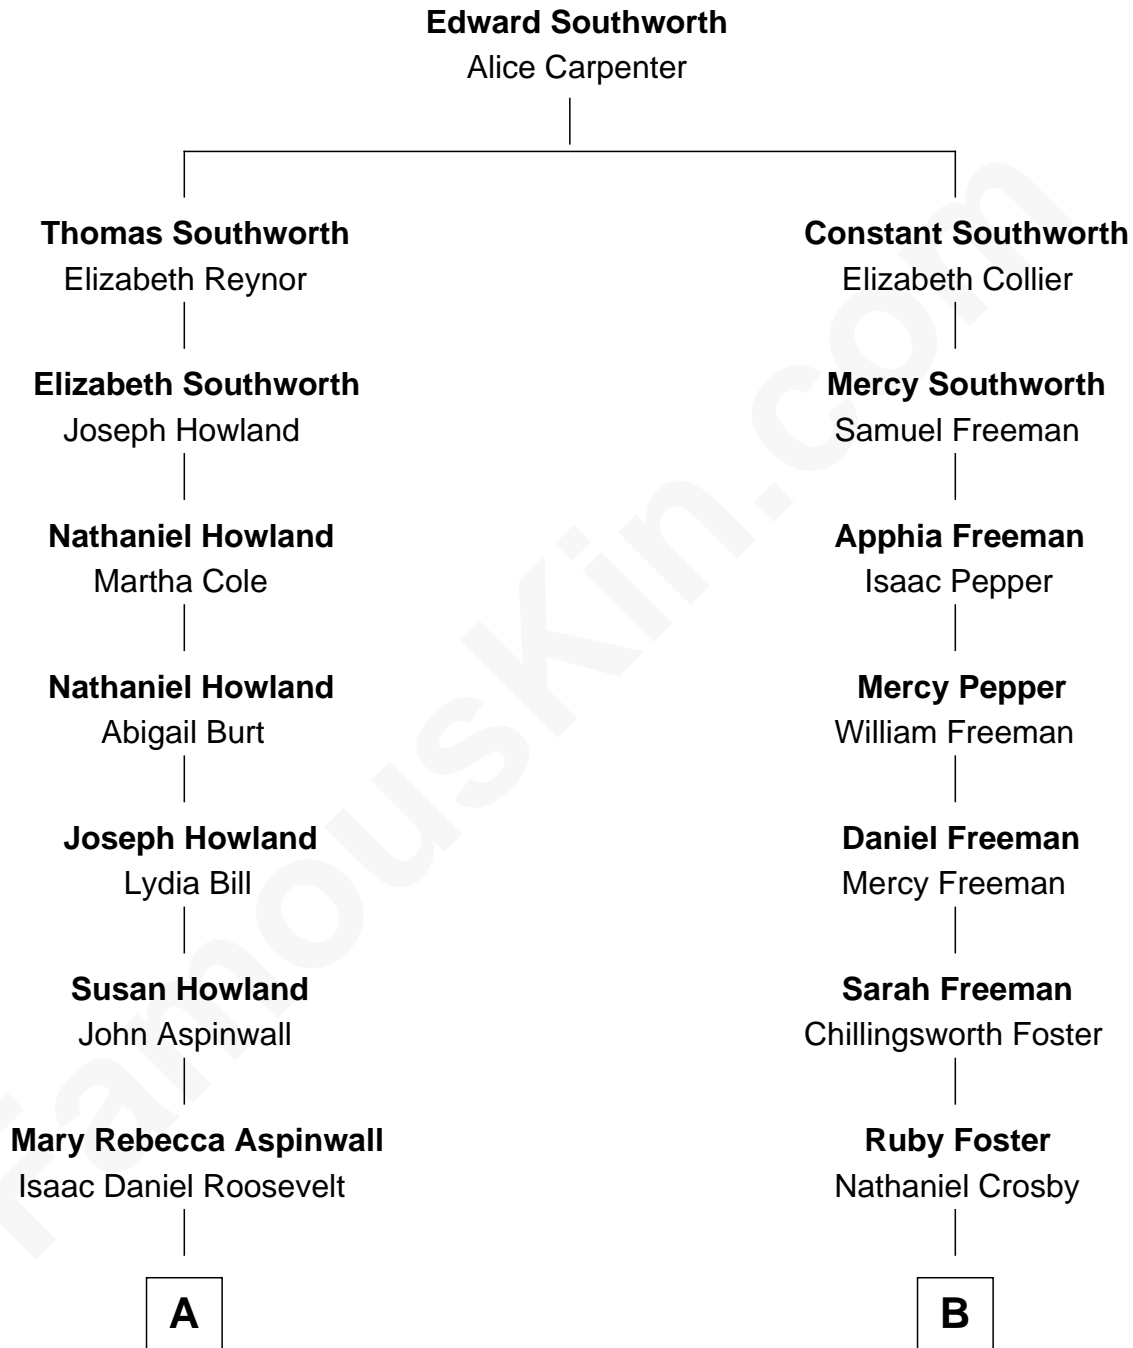 Edward Southworth
Alice Carpenter
Thomas Southworth
Elizabeth Reynor
Constant Southworth
Elizabeth Collier
Elizabeth Southworth
Joseph Howland
Mercy Southworth
Samuel Freeman
Nathaniel Howland
Martha Cole
Apphia Freeman
Isaac Pepper
Nathaniel Howland
Abigail Burt
Mercy Pepper
William Freeman
Joseph Howland
Lydia Bill
Daniel Freeman
Mercy Freeman
Susan Howland
John Aspinwall
Sarah Freeman
Chillingsworth Foster
Mary Rebecca Aspinwall
Isaac Daniel Roosevelt
Ruby Foster
Nathaniel Crosby
A
B
FamousKin.com